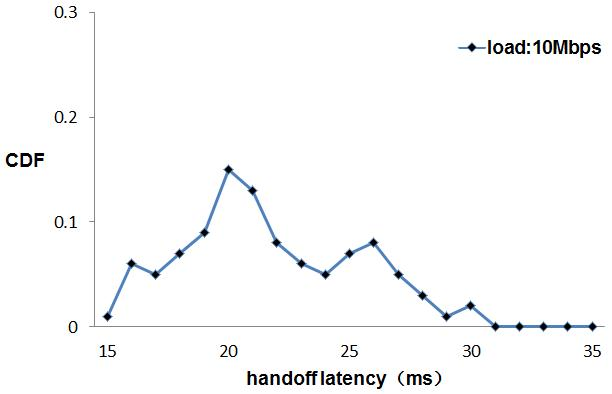 0.3
load:10Mbps
0.2
CDF
0.1
0
15 20 25 30 35
handoff latency（ms）